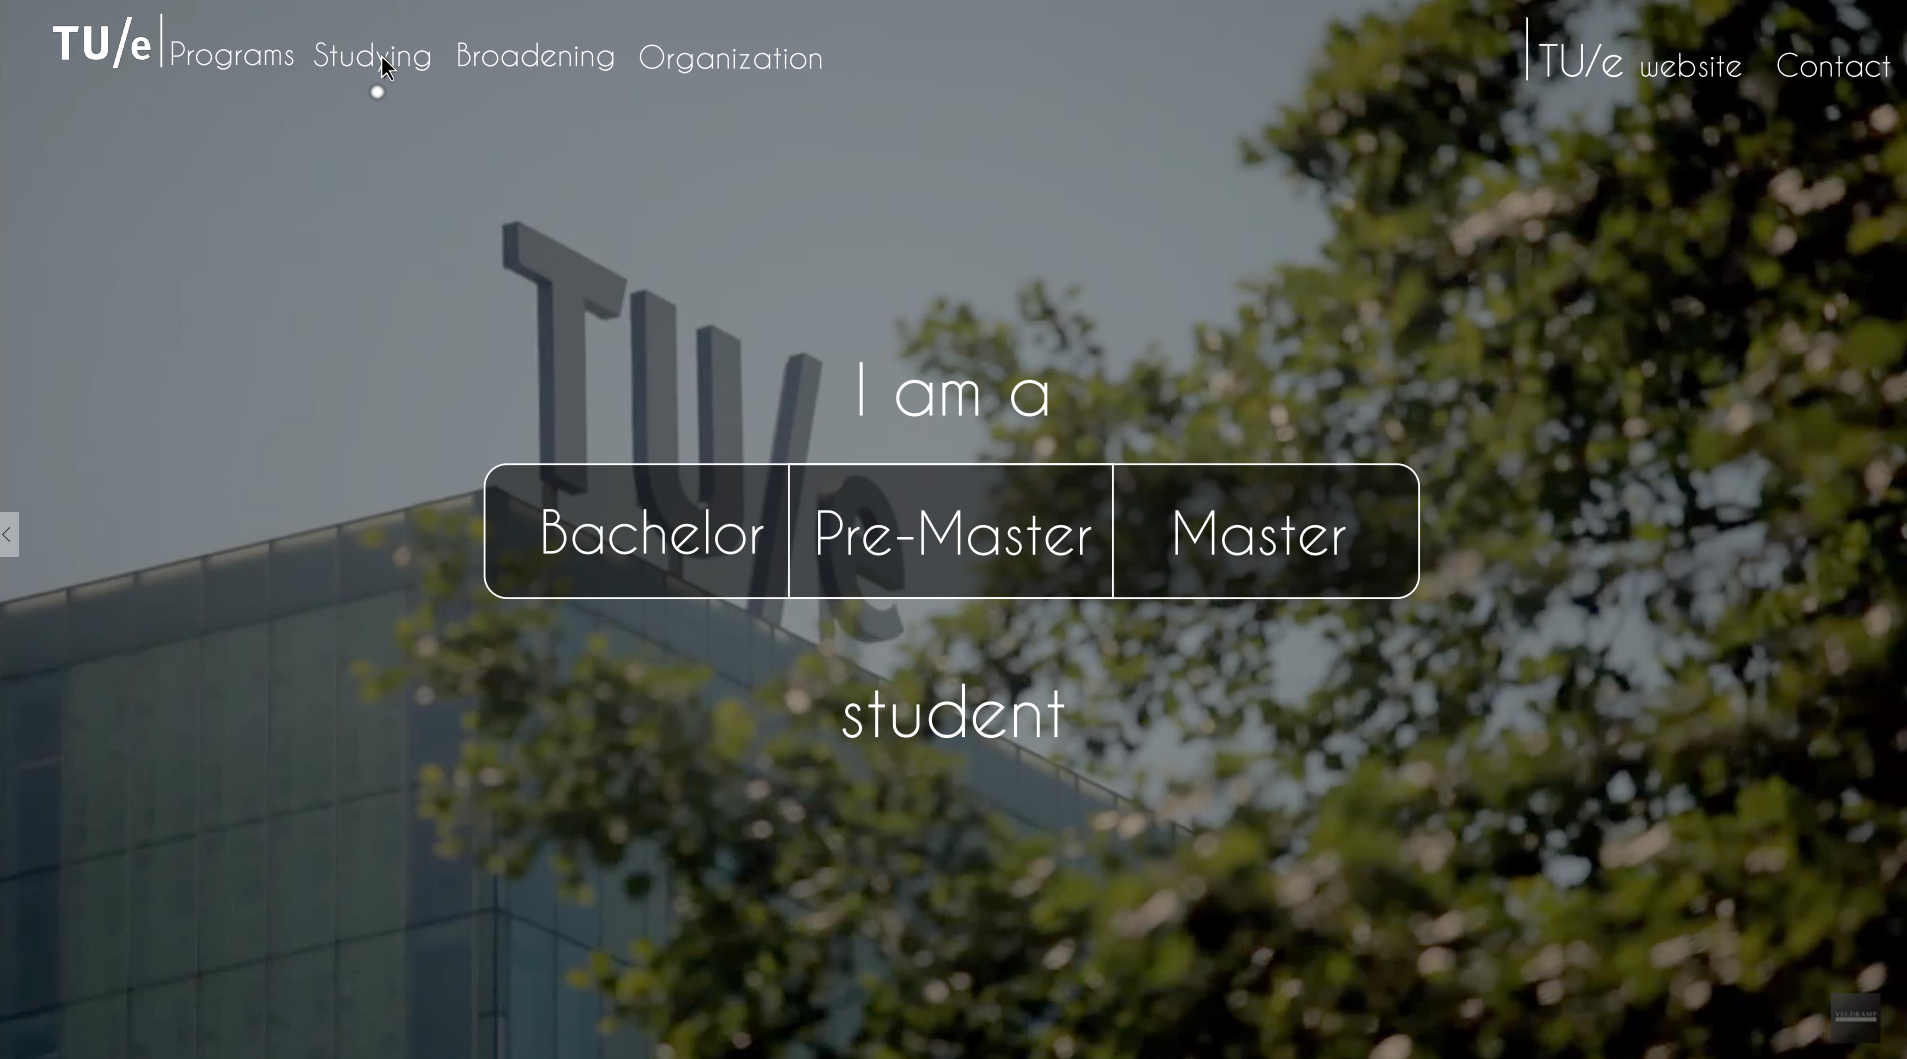 TU/e Programs Studying Broadening Organization TU/e website Contact
TU/e
I am a
Bachelor Pre-Master Master
student
VELDKAMP